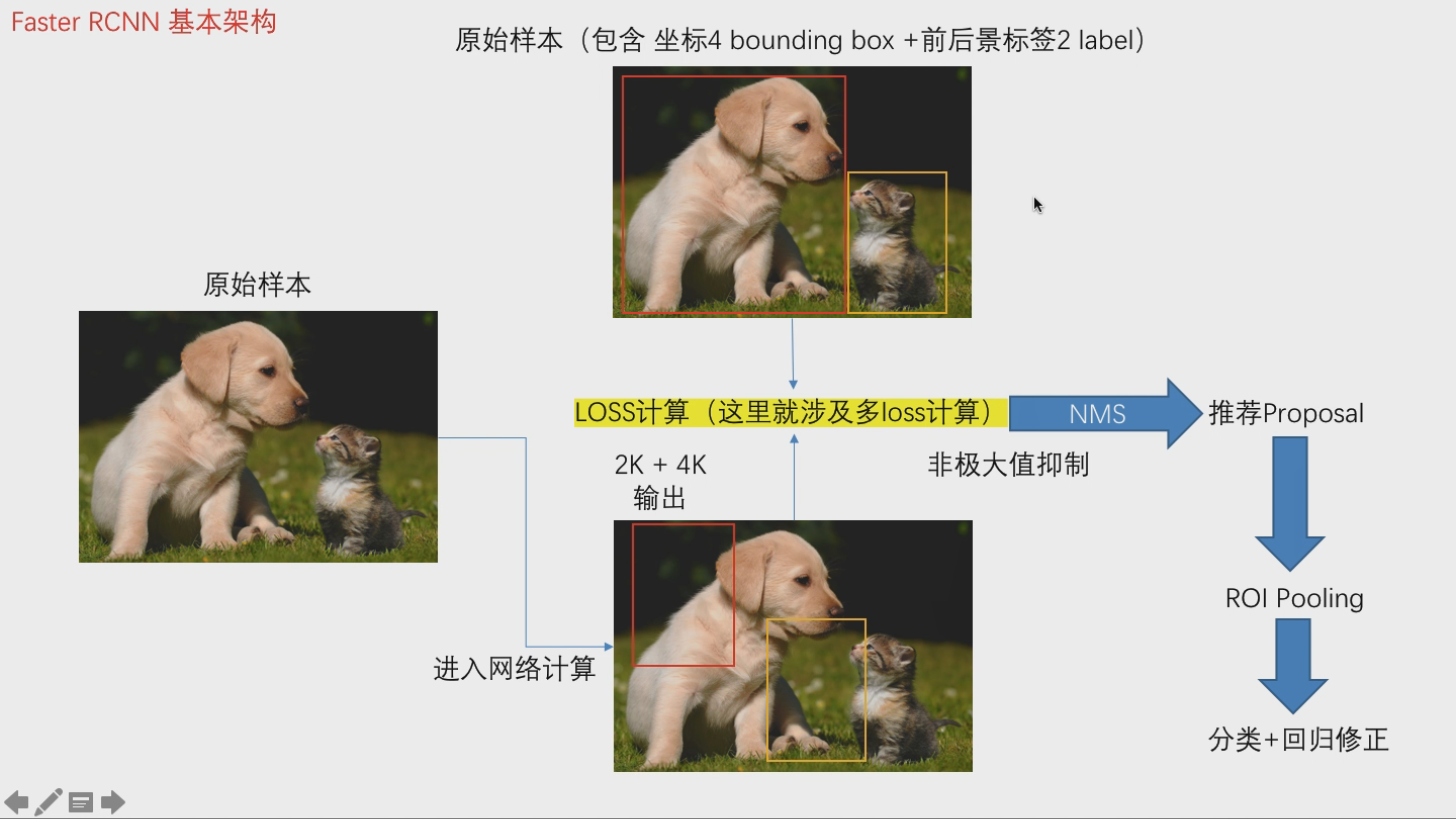 Faster RCNN 基本架构
原始样本（包含 坐标4 bounding box +前后景标签2 label）
原始样本
LOSS计算（这里就涉及多loss计算）
NMS
推荐Proposal
2K + 4K
输出
非极大值抑制
ROI Pooling
进入网络计算
分类+回归修正